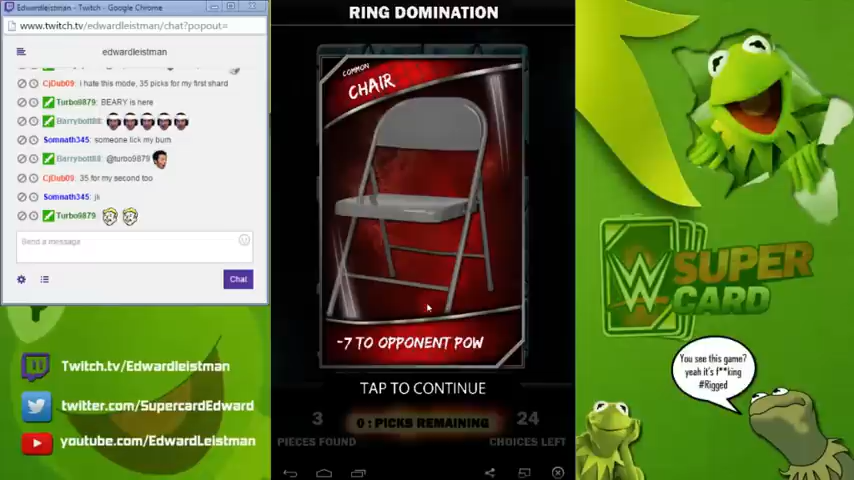 Edwardleistman - Twitch - Google Chrome
www.twitch.tv/edwardleistman/chat?popout=
edwardleistman
CjDub09: i hate this mode, 35 picks for my first shard
Turbo9879: BEARY is here
Barrybott88:
Somnath345: someone lick my bum
Barrybott88: @turbo9879
CjDub09: 35 for my second too
Somnath345: jk
Turbo9879:
Send a message
Chat
Twitch.tv/Edwardleistman
twitter.com/SupercardEdward
youtube.com/EdwardLeistman
RING DOMINATION
COMMON
CHAIR
-7 TO OPPONENT POW
TAP TO CONTINUE
3
0 : PICKS REMAINING
24
PIECES FOUND
CHOICES LEFT
W SUPER
CARD
You see this game?
yeah it's f**king
#Rigged